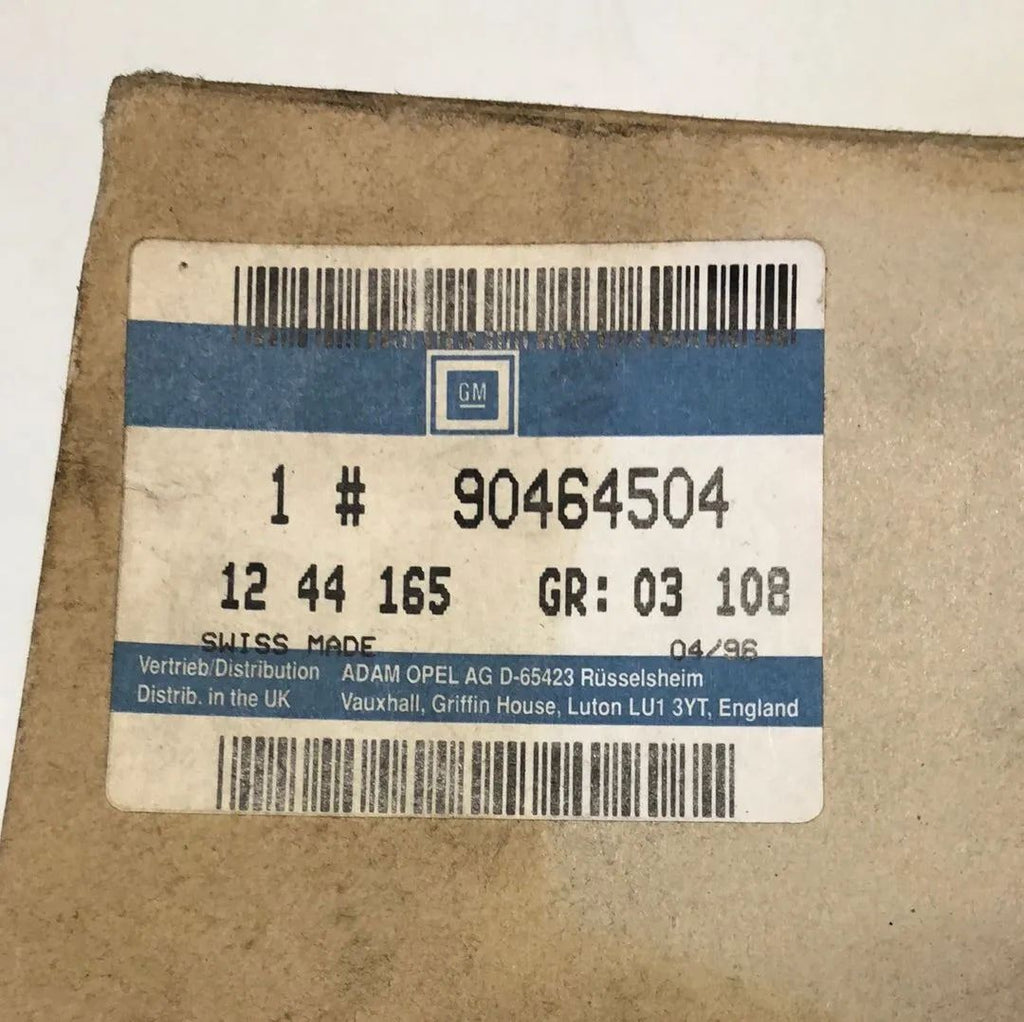 GM
1 # 90464504
12 44 165 GR: 03 108
SWISS MADE 04/96
Vertrieb/Distribution ADAM OPEL AG D-65423 Rüsselsheim
Distrib. in the UK Vauxhall, Griffin House, Luton LU1 3YT, England